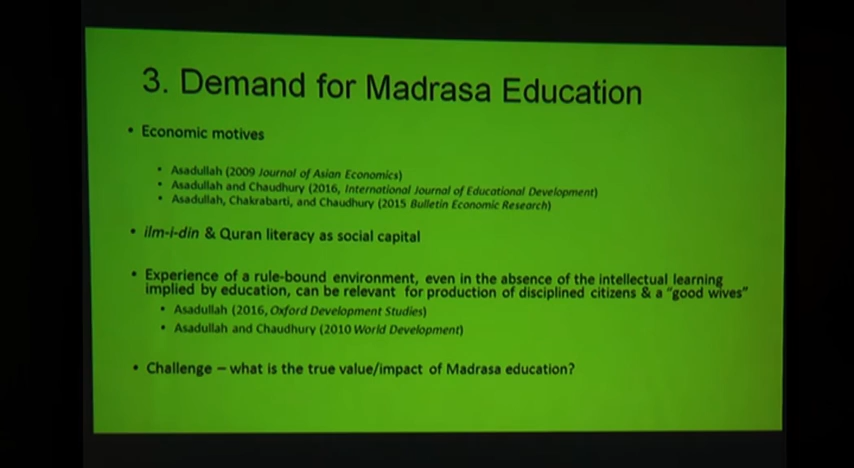 3. Demand for Madrasa Education
• Economic motives
• Asadullah (2009 Journal of Asian Economics)
• Asadullah and Chaudhury (2016, International Journal of Educational Development)
• Asadullah, Chakrabarti, and Chaudhury (2015 Bulletin Economic Research)
• ilm-i-din & Quran literacy as social capital
• Experience of a rule-bound environment, even in the absence of the intellectual learning
implied by education, can be relevant for production of disciplined citizens & a “good wives”
• Asadullah (2016, Oxford Development Studies)
• Asadullah and Chaudhury (2010 World Development)
• Challenge – what is the true value/impact of Madrasa education?